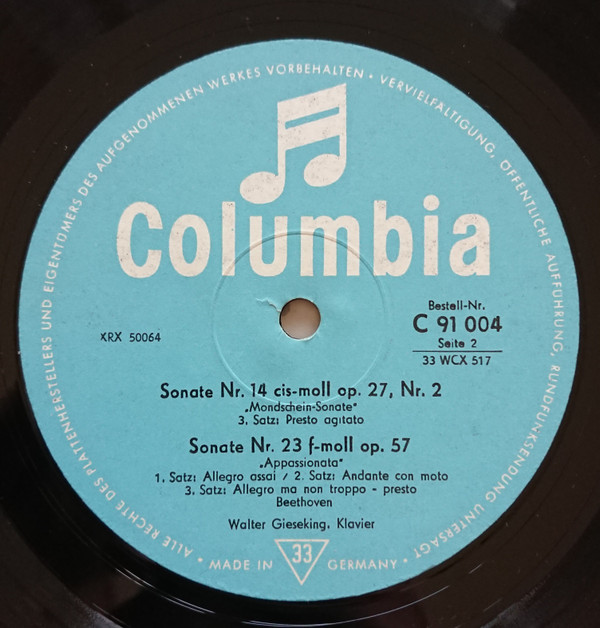 ALLE RECHTE DES PLATTENHERSTELLERS UND EIGENTÜMERS DES AUFGENOMMENEN WERKES VORBEHALTEN • VERVIELFÄLTIGUNG, ÖFFENTLICHE AUFFÜHRUNG, RUNDFUNKSENDUNG UNTERSAGT •
Columbia
XRX 50064
Bestell-Nr.
C 91 004
Seite 2
33 WCX 517
Sonate Nr. 14 cis-moll op. 27, Nr. 2
„Mondschein-Sonate"
3. Satz: Presto agitato
Sonate Nr. 23 f-moll op. 57
„Appassionata"
1. Satz: Allegro assai / 2. Satz: Andante con moto
3. Satz: Allegro ma non troppo - presto
Beethoven
Walter Gieseking, Klavier
MADE IN 33 GERMANY